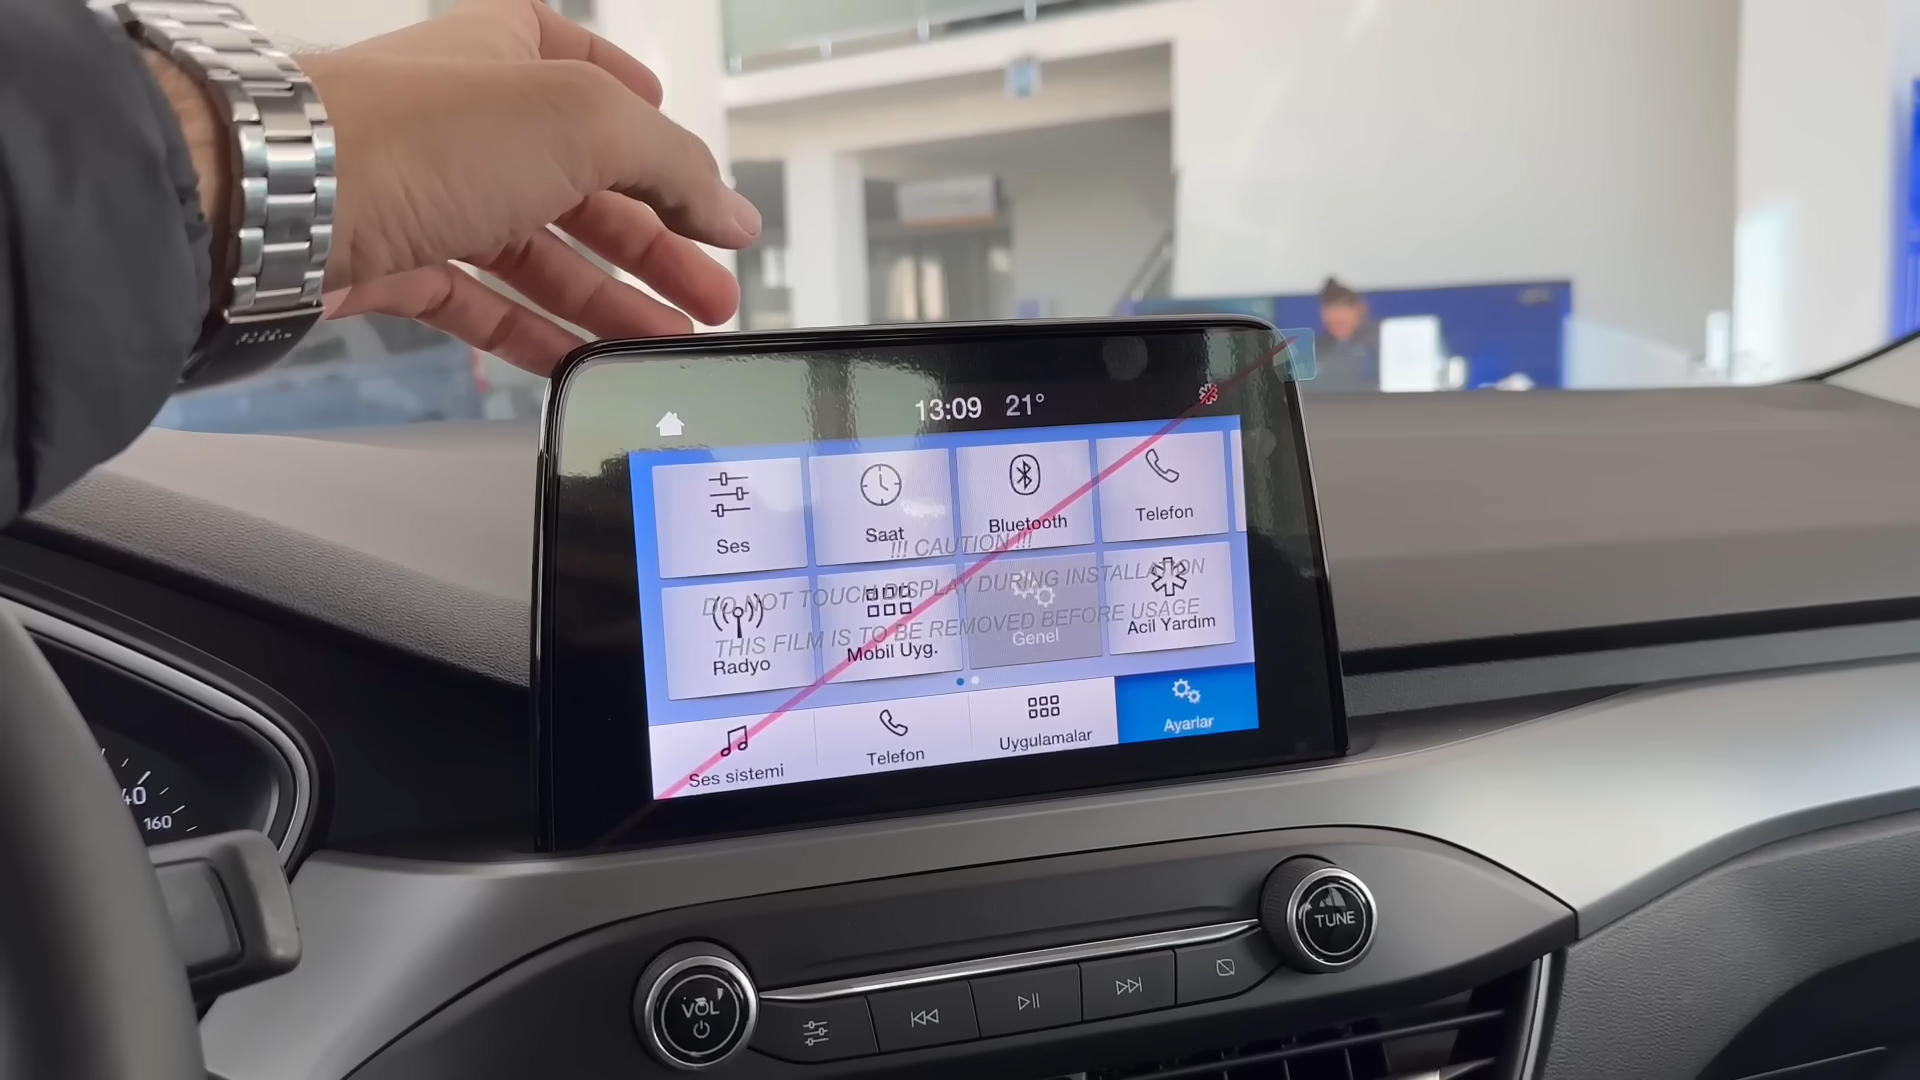 13:09 21°
Ses
Saat
Bluetooth
Telefon
!!! CAUTION !!!
DO NOT TOUCH DISPLAY DURING INSTALLATION
THIS FILM IS TO BE REMOVED BEFORE USAGE
Radyo
Mobil Uyg.
Genel
Acil Yardım
Ses sistemi
Telefon
Uygulamalar
Ayarlar
160
VOL
TUNE